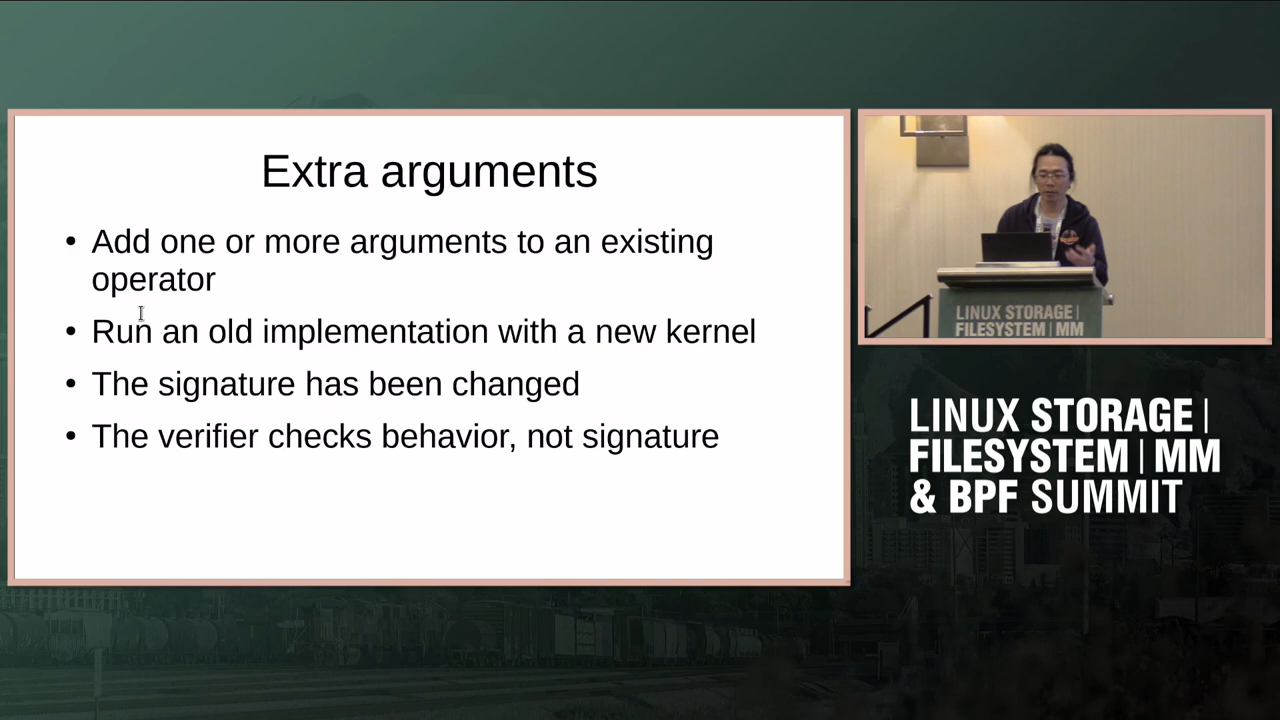 Extra arguments
• Add one or more arguments to an existing
operator
• Run an old implementation with a new kernel
• The signature has been changed
• The verifier checks behavior, not signature
LINUX STORAGE |
FILESYSTEM | MM
LINUX STORAGE |
FILESYSTEM | MM
& BPF SUMMIT